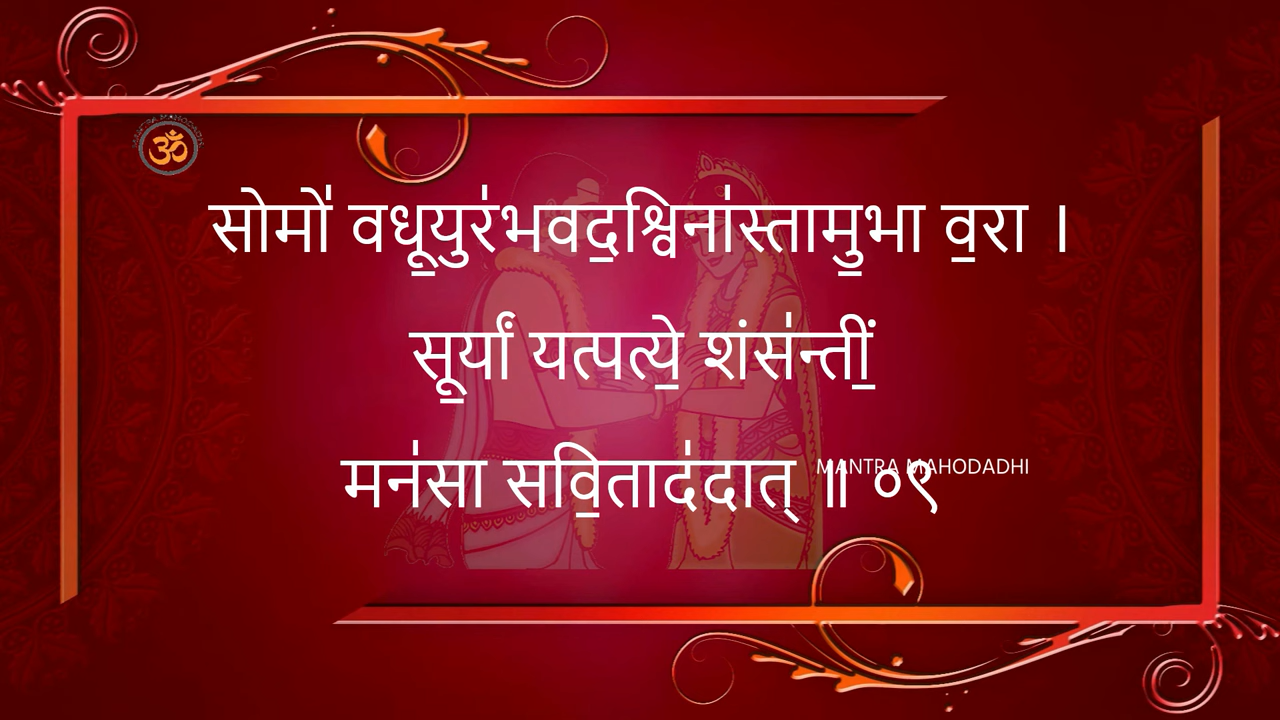 सोमो॑ वधू॒युर॑भवद॒श्विना॑स्तामु॒भा व॒रा ।
सू॒र्यां यत्पत्ये॒ शंस॑न्तीं॒
मन॑सा सवि॒ताद॑दात् ॥ ०९
MANTRA MAHODADHI
ॐ